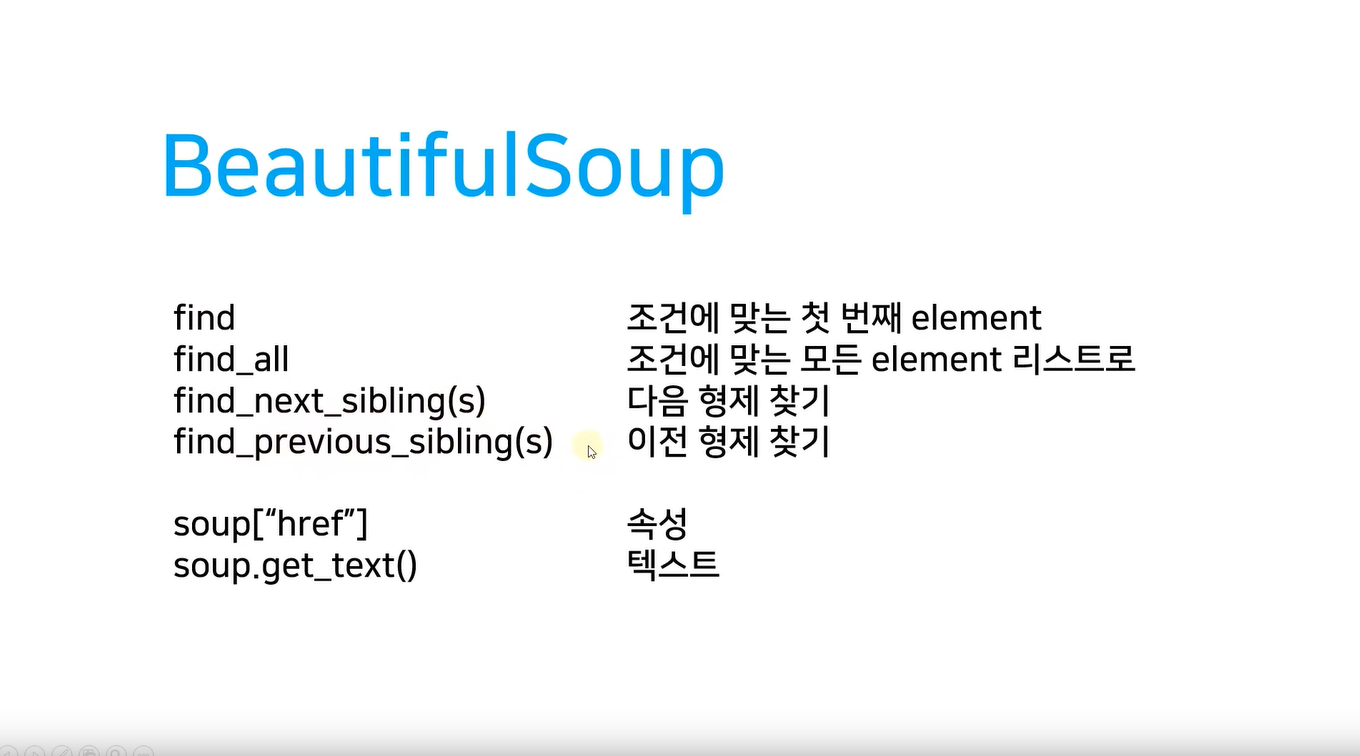 BeautifulSoup
find 조건에 맞는 첫 번째 element
find_all 조건에 맞는 모든 element 리스트로
find_next_sibling(s) 다음 형제 찾기
find_previous_sibling(s) 이전 형제 찾기
soup[“href”] 속성
soup.get_text() 텍스트